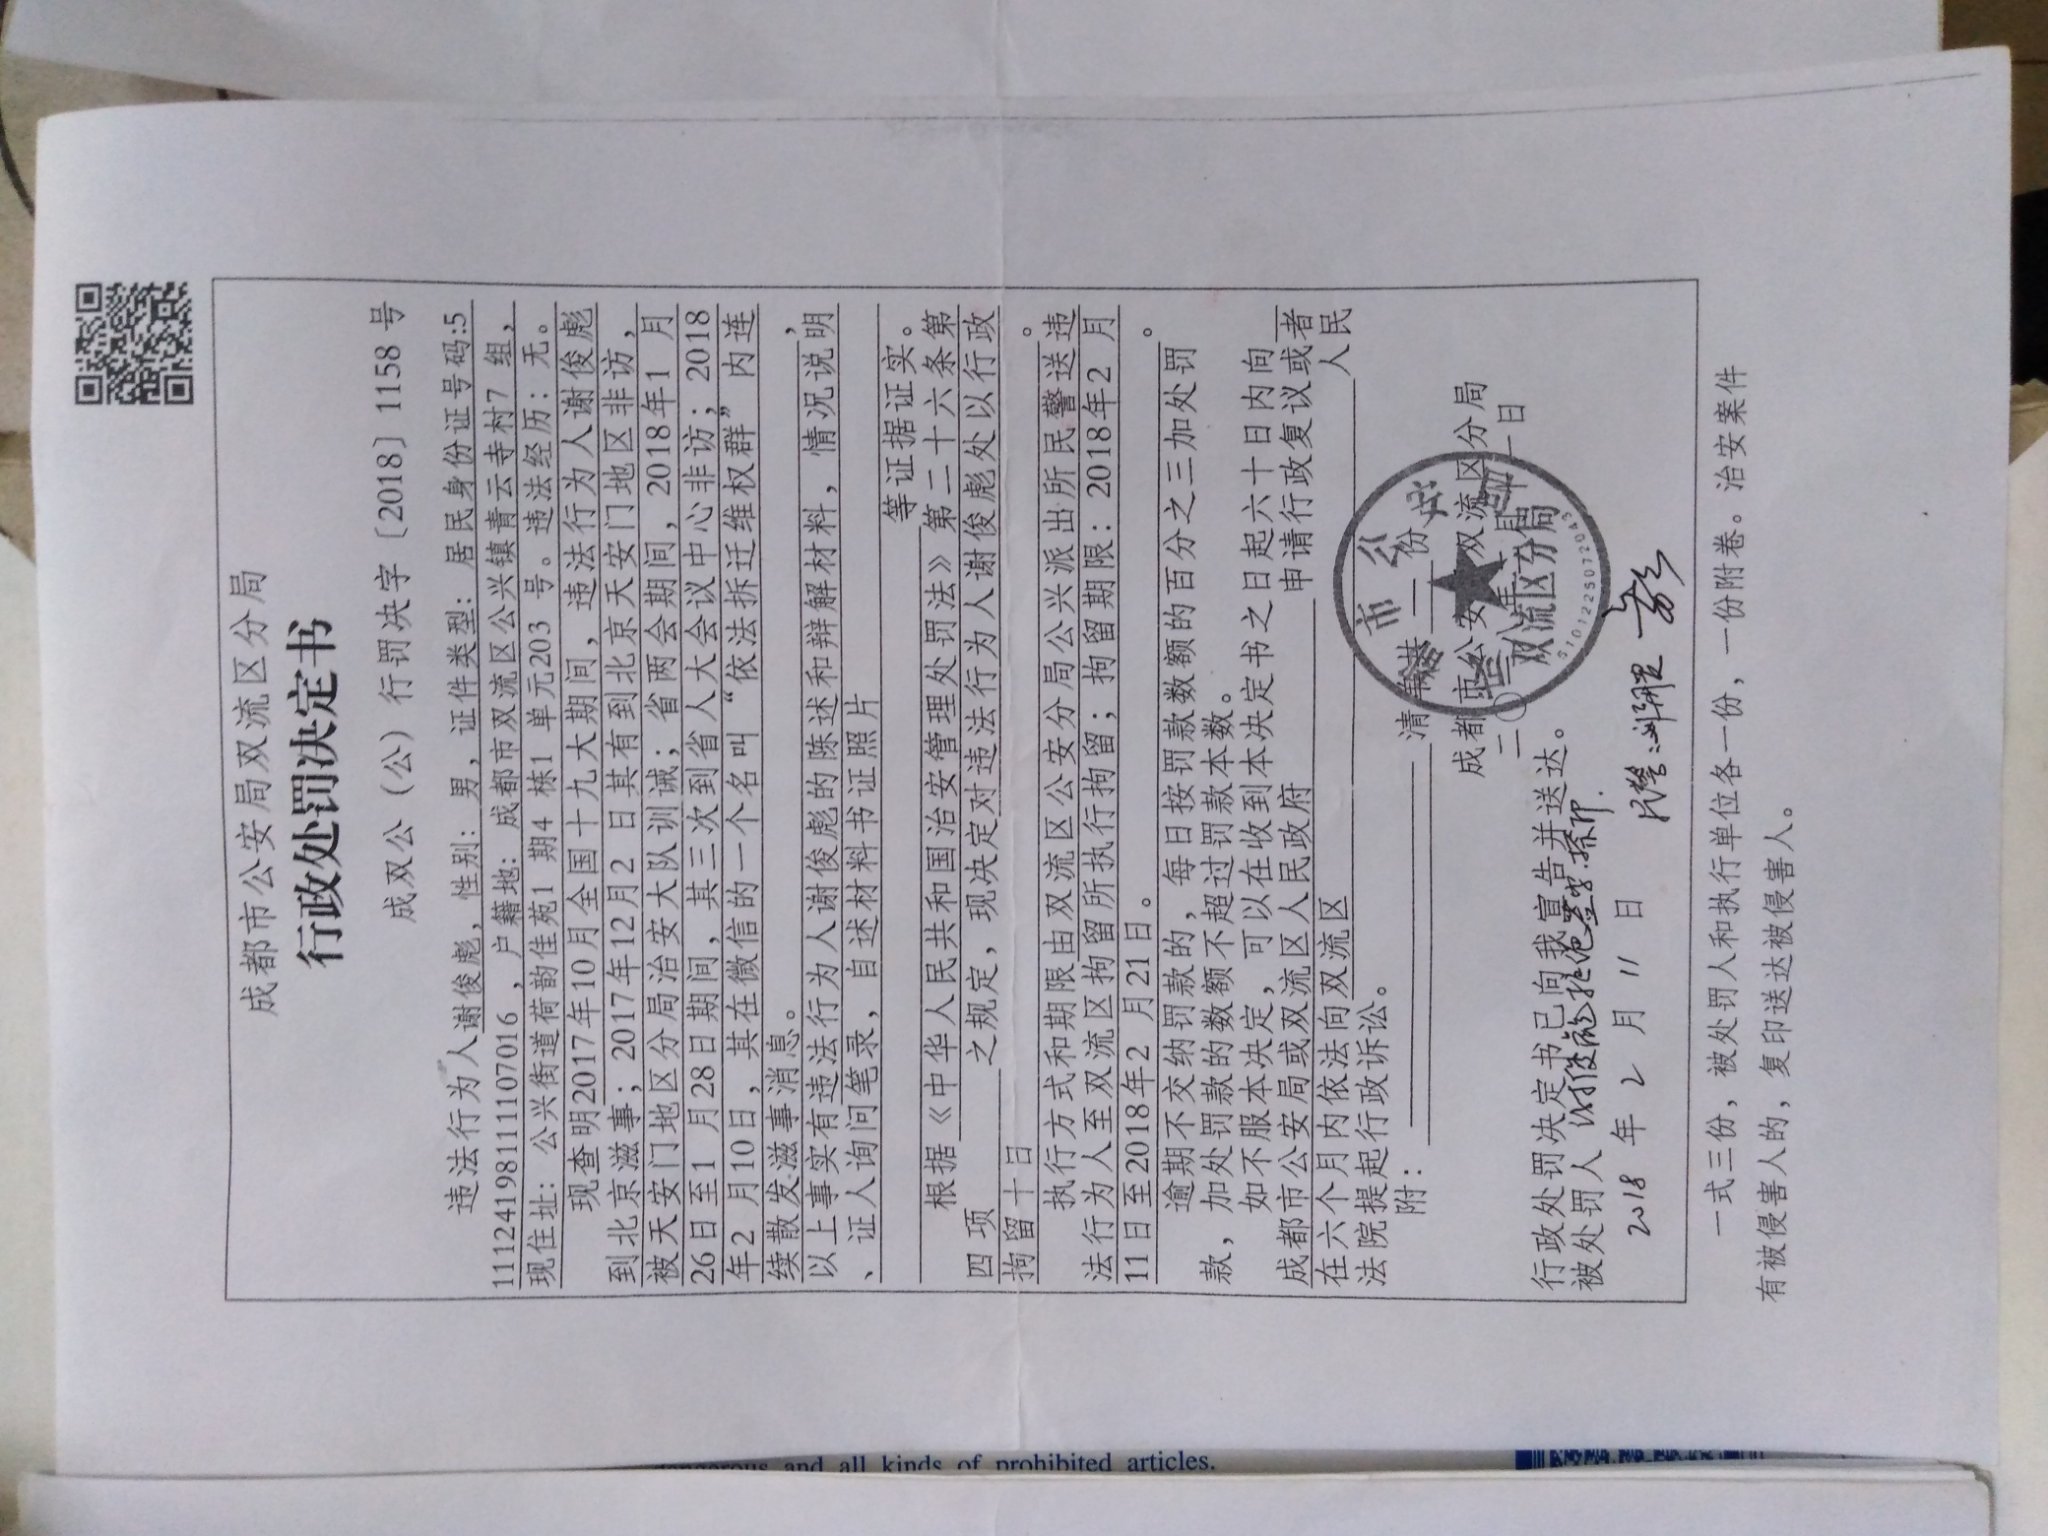 成都市公安局双流区分局
行政处罚决定书
成双公（公）行罚决字〔2018〕1158 号
违法行为人谢俊彪，性别：男，证件类型：居民身份证号码:5
11124198111107016 ，户籍地：成都市双流区公兴镇青云寺村7 组，
现住址：公兴街道荷韵佳苑1 期4 栋1 单元203 号。违法经历：无。
现查明2017年10月全国十九大期间，违法行为人谢俊彪
到北京滋事；2017年12月2 日其有到北京天安门地区非访，
被天安门地区分局治安大队训诫；省两会期间，2018年1 月
26日至1 月28日期间，其三次到省人大会议中心非访；2018
年2 月10日，其在微信的一个名叫“依法拆迁维权群”内连
续散发滋事消息。 ，
以上事实有违法行为人谢俊彪的陈述和辩解材料，情况说明
、证人询问笔录，自述材料书证照片
等证据证实。
根据《中华人民共和国治安管理处罚法》第二十六条第
四项 之规定，现决定对违法行为人谢俊彪处以行政
拘留十日 。
执行方式和期限由双流区公安分局公兴派出所民警送违
法行为人至双流区拘留所执行拘留；拘留期限：2018年2 月
11日至2018年2 月21日。 。
逾期不交纳罚款的，每日按罚款数额的百分之三加处罚
款，加处罚款的数额不超过罚款本数。
如不服本决定，可以在收到本决定书之日起六十日内向
成都市公安局或双流区人民政府 申请行政复议或者
在六个月内依法向双流区 人民
法院提起行政诉讼。
附： 清单共 份
成都市公安局双流区分局
二〇一八年二月十一日
成都市公安局
双流区分局
5101225072043
行政处罚决定书已向我宣告并送达。
被处罚人 谢俊彪拒绝签字捺印.
2018 年 2 月 11 日
民警：
一式三份，被处罚人和执行单位各一份，一份附卷。治安案件
有被侵害人的，复印送达被侵害人。
and all kinds of prohibited articles.